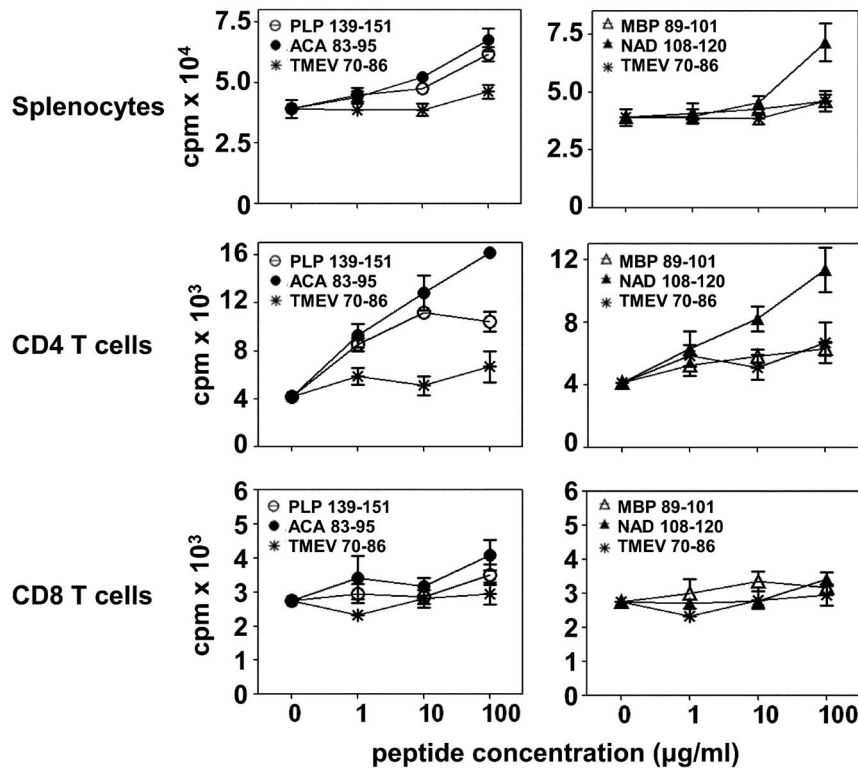 Splenocytes
cpm x 10⁴
7.5
5.0
2.5
0
PLP 139-151
ACA 83-95
TMEV 70-86
7.5
5.0
2.5
0
MBP 89-101
NAD 108-120
TMEV 70-86
CD4 T cells
cpm x 10³
16
12
8
4
0
PLP 139-151
ACA 83-95
TMEV 70-86
12
8
4
0
MBP 89-101
NAD 108-120
TMEV 70-86
CD8 T cells
cpm x 10³
6
5
4
3
2
1
0
PLP 139-151
ACA 83-95
TMEV 70-86
6
5
4
3
2
1
0
MBP 89-101
NAD 108-120
TMEV 70-86
0 1 10 100
0 1 10 100
peptide concentration (µg/ml)